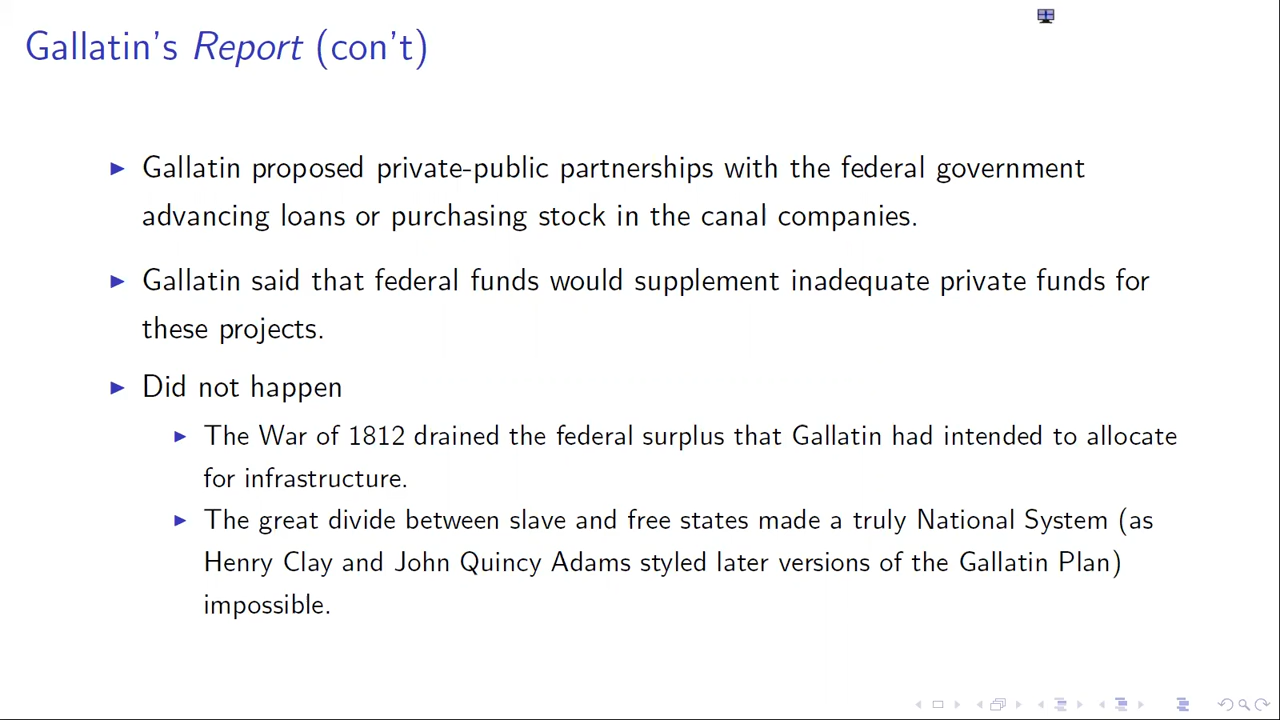 Gallatin's Report (con't)
Gallatin proposed private-public partnerships with the federal government
advancing loans or purchasing stock in the canal companies.
Gallatin said that federal funds would supplement inadequate private funds for
these projects.
Did not happen
The War of 1812 drained the federal surplus that Gallatin had intended to allocate
for infrastructure.
The great divide between slave and free states made a truly National System (as
Henry Clay and John Quincy Adams styled later versions of the Gallatin Plan)
impossible.